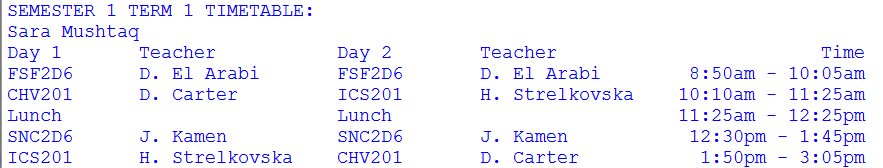 SEMESTER 1 TERM 1 TIMETABLE:
Sara Mushtaq
Day 1 Teacher Day 2 Teacher Time
FSF2D6 D. El Arabi FSF2D6 D. El Arabi 8:50am - 10:05am
CHV201 D. Carter ICS201 H. Strelkovska 10:10am - 11:25am
Lunch Lunch 11:25am - 12:25pm
SNC2D6 J. Kamen SNC2D6 J. Kamen 12:30pm - 1:45pm
ICS201 H. Strelkovska CHV201 D. Carter 1:50pm - 3:05pm